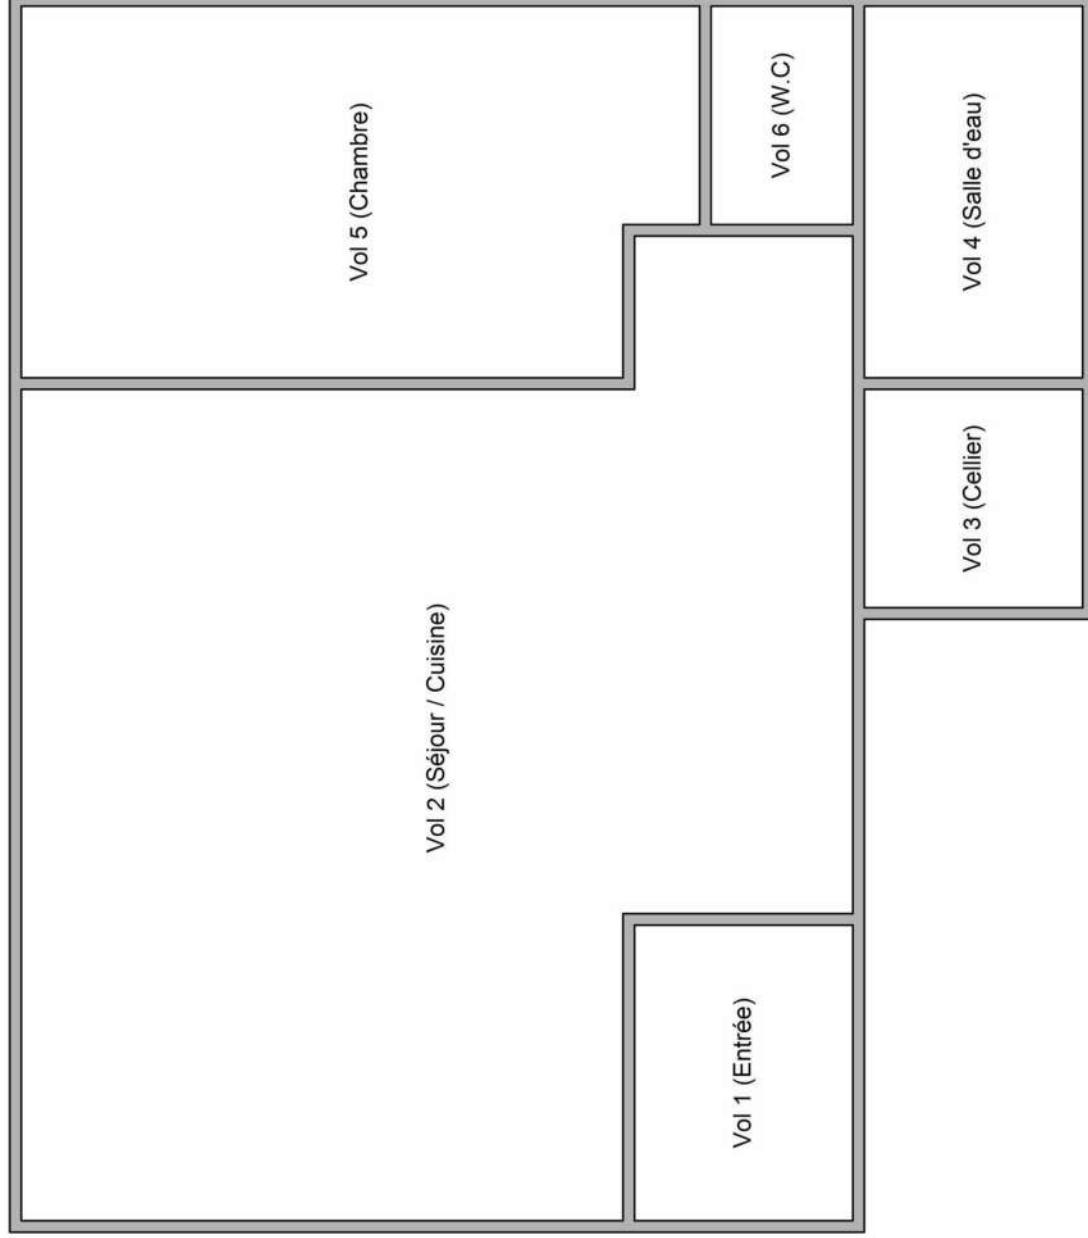 Vol 1 (Entrée)
Vol 2 (Séjour / Cuisine)
Vol 3 (Cellier)
Vol 5 (Chambre)
Vol 6 (W.C)
Vol 4 (Salle d'eau)